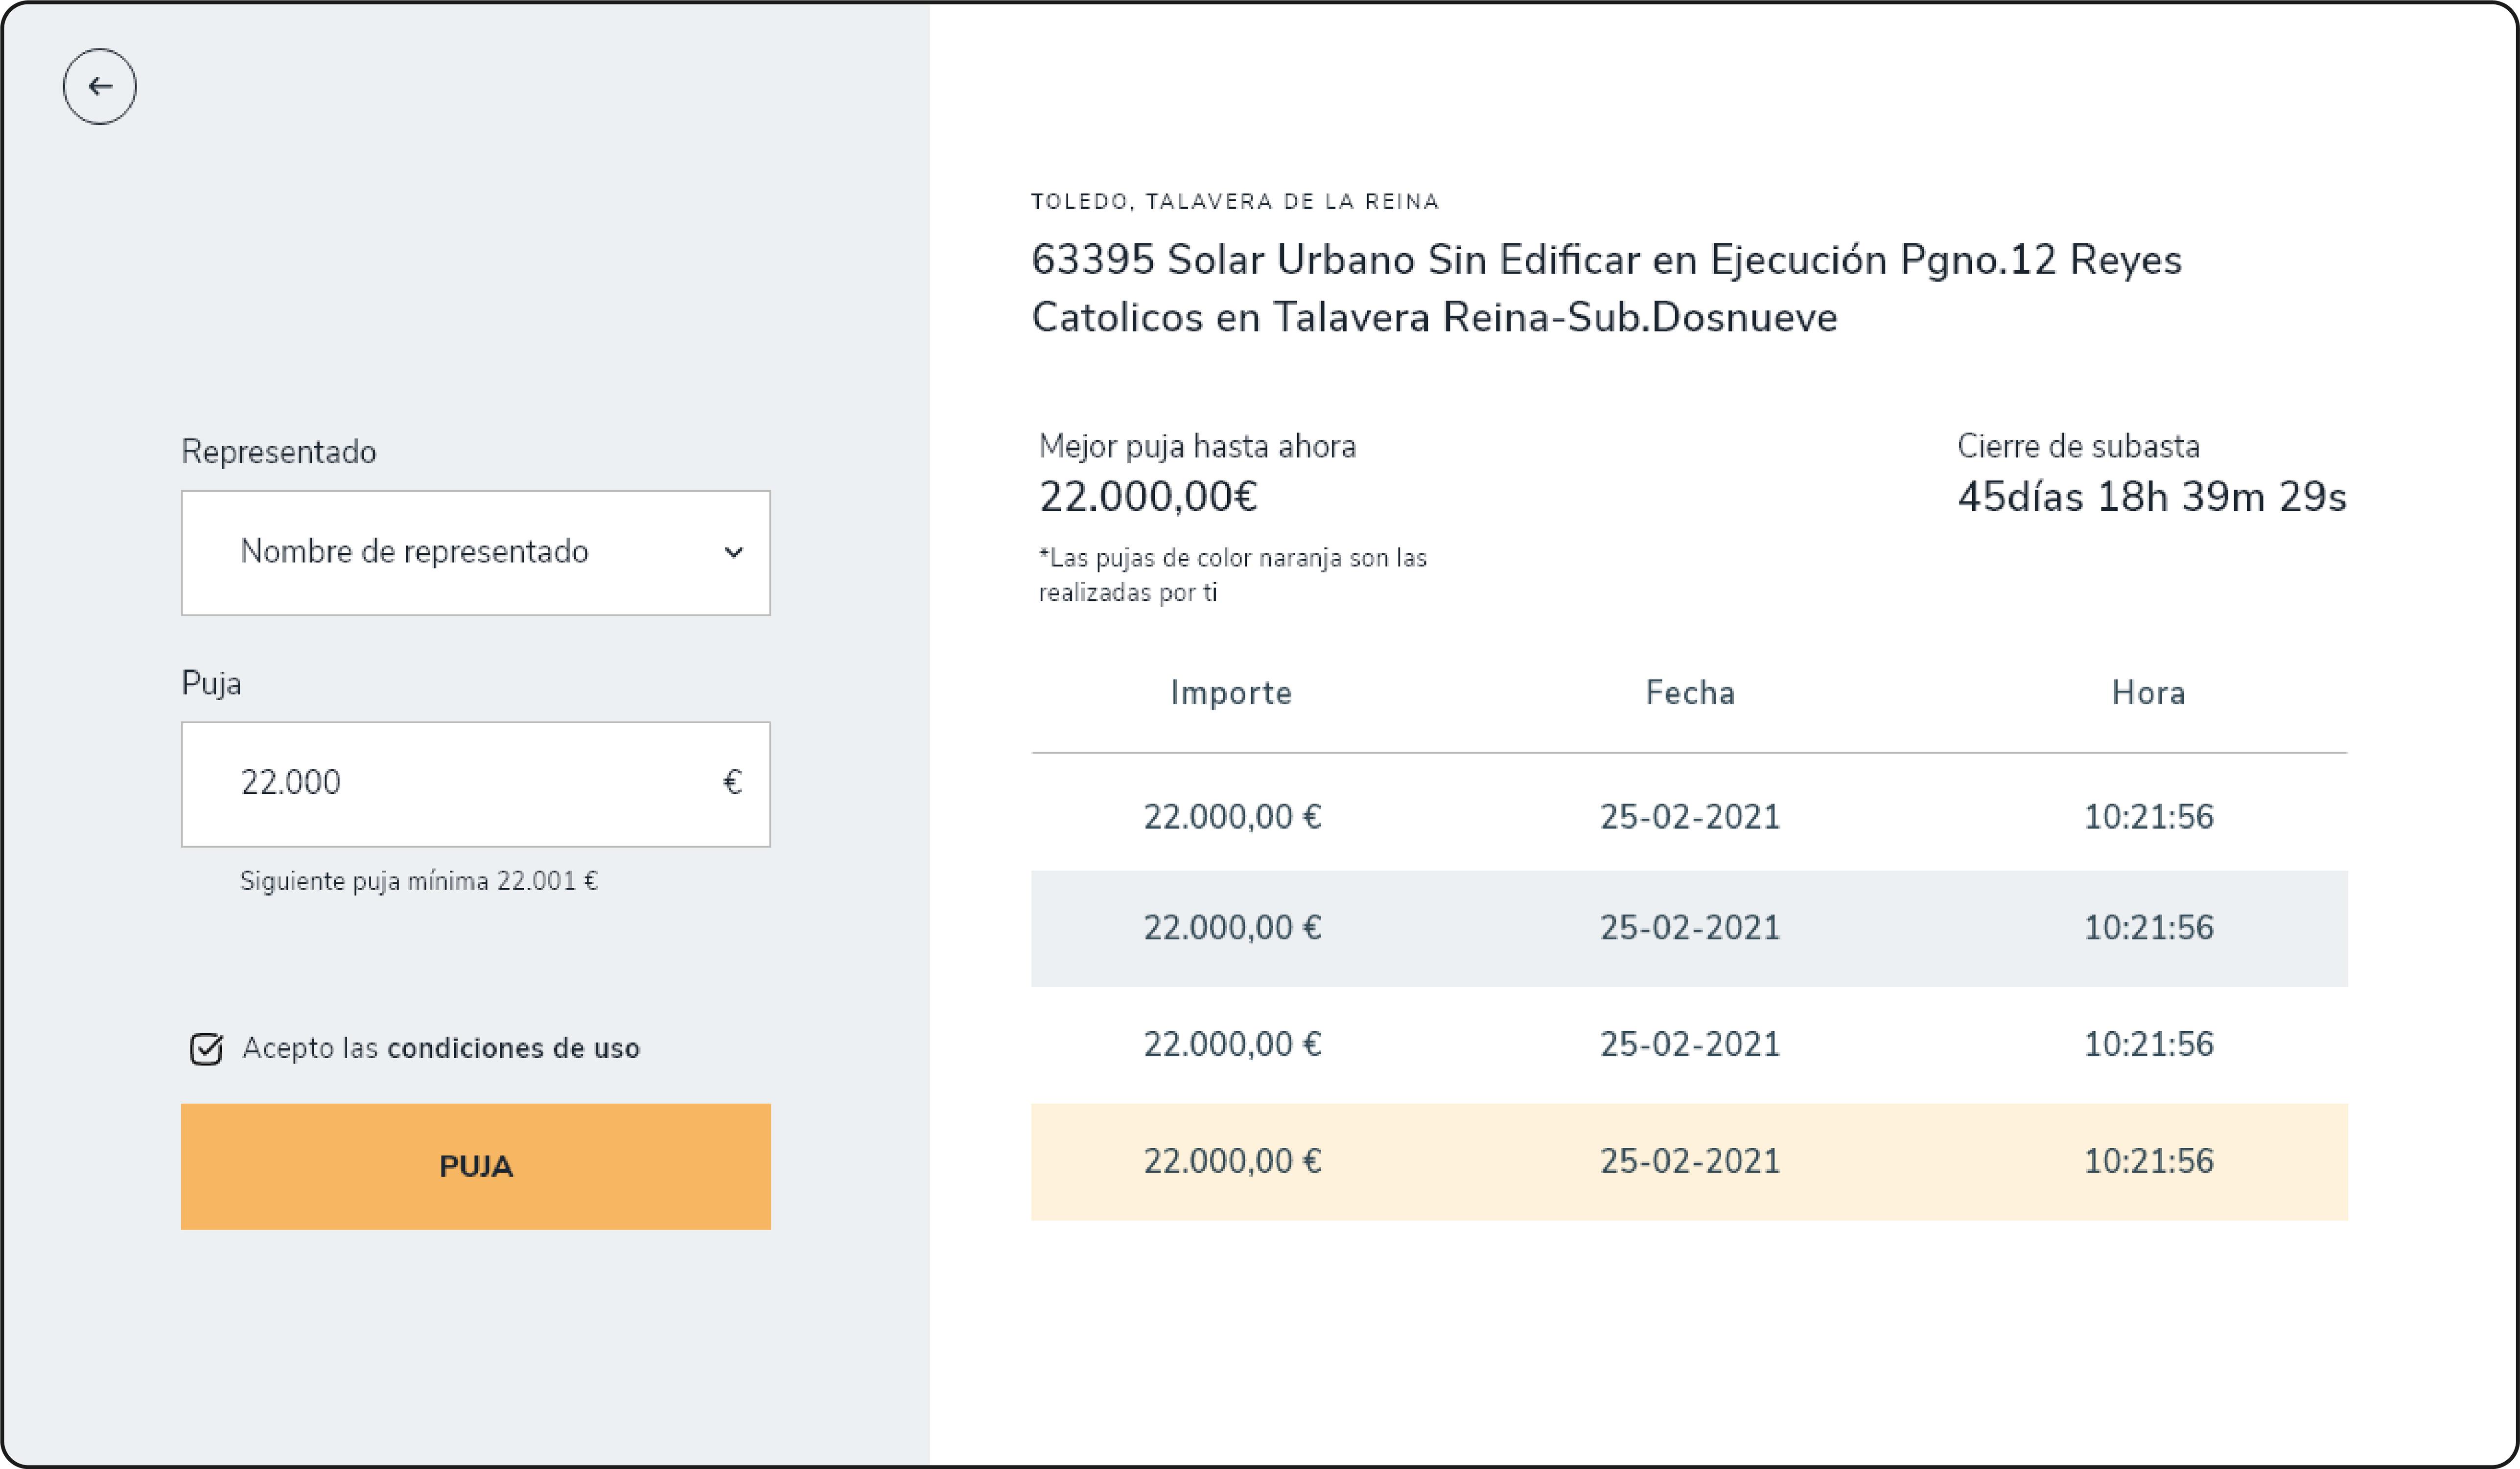 Representado
Nombre de representado
Puja
22.000 €
Siguiente puja mínima 22.001 €
Acepto las condiciones de uso
PUJA
TOLEDO, TALAVERA DE LA REINA
63395 Solar Urbano Sin Edificar en Ejecución Pgno.12 Reyes
Catolicos en Talavera Reina-Sub.Dosnueve
Mejor puja hasta ahora
22.000,00€
*Las pujas de color naranja son las
realizadas por ti
Cierre de subasta
45días 18h 39m 29s
Importe Fecha Hora
22.000,00 € 25-02-2021 10:21:56
22.000,00 € 25-02-2021 10:21:56
22.000,00 € 25-02-2021 10:21:56
22.000,00 € 25-02-2021 10:21:56